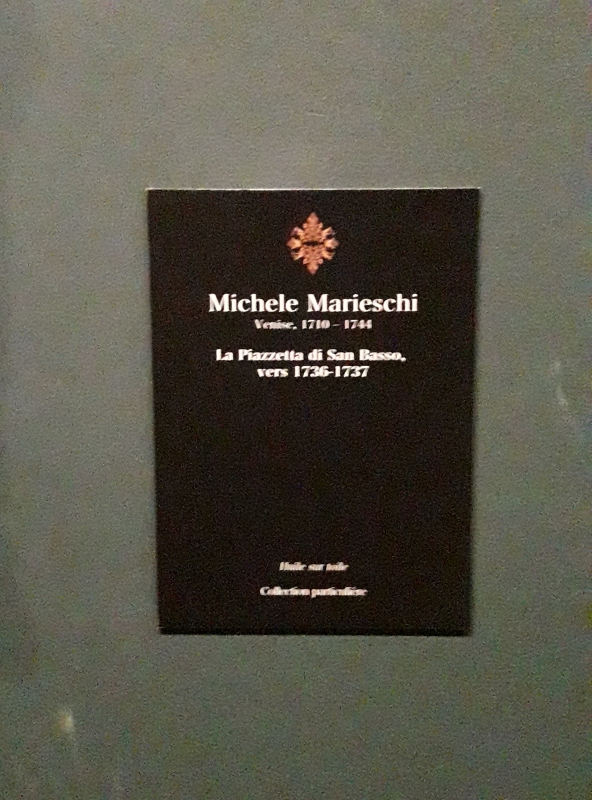 Michele Marieschi
Venise, 1710 - 1744
La Piazzetta di San Basso,
vers 1736-1737
Huile sur toile
Collection particulière